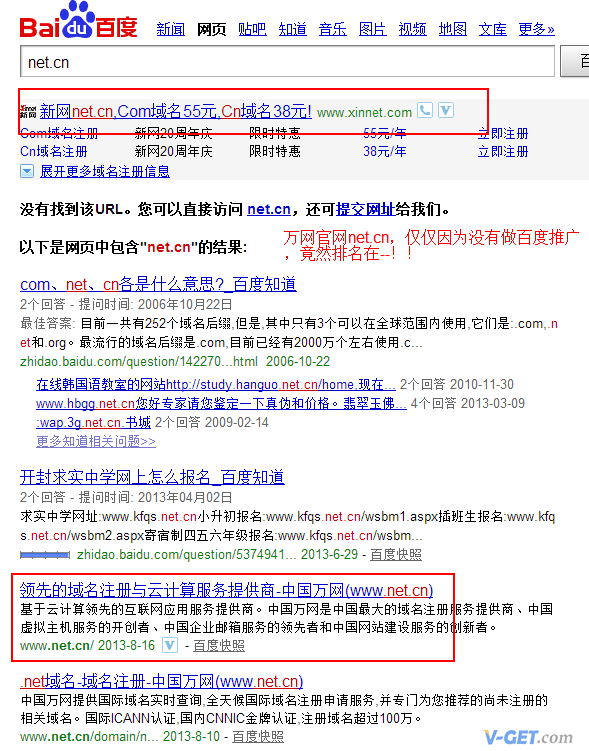 Bai du 百度 新闻 网页 贴吧 知道 音乐 图片 视频 地图 文库 更多»
net.cn 百
新网 新网net.cn,Com域名55元,Cn域名38元! www.xinnet.com
Com域名注册 新网20周年庆 限时特惠 55元/年 立即注册
Cn域名注册 新网20周年庆 限时特惠 38元/年 立即注册
展开更多域名注册信息
没有找到该URL。您可以直接访问 net.cn，还可提交网址给我们。
以下是网页中包含"net.cn"的结果:
万网官网net.cn，仅仅因为没有做百度推广
，竟然排名在--！！
com、net、cn各是什么意思?_百度知道
2个回答 - 提问时间: 2006年10月22日
最佳答案: 目前一共有252个域名后缀,但是,其中只有3个可以在全球范围内使用,它们是:.com,.n
et和.org。最流行的域名后缀是.com,目前已经有2000万个左右使用.c...
zhidao.baidu.com/question/142270...html 2006-10-22
在线韩国语教室的网站http://study.hanguo.net.cn/home.现在... 2个回答 2010-11-30
www.hbgg.net.cn您好专家请您鉴定一下真伪和价格。翡翠玉佛... 4个回答 2013-03-09
:wap.3g.net.cn.书城 2个回答 2009-02-14
更多知道相关问题>>
开封求实中学网上怎么报名_百度知道
2个回答 - 提问时间: 2013年04月02日
求实中学网址:www.kfqs.net.cn小升初报名:www.kfqs.net.cn/wsbm1.aspx插班生报名:www.kfq
s.net.cn/wsbm2.aspx寄宿制四五六年级报名:www.kfqs.net.cn/wsbm...
zhidao.baidu.com/question/5374941... 2013-6-29 - 百度快照
领先的域名注册与云计算服务提供商-中国万网(www.net.cn)
基于云计算领先的互联网应用服务提供商。中国万网是中国最大的域名注册服务提供商、中国
虚拟主机服务的开创者、中国企业邮箱服务的领先者和中国网站建设服务的创新者。
www.net.cn/ 2013-8-16 V - 百度快照
.net域名-域名注册-中国万网(www.net.cn)
中国万网提供国际域名实时查询,全天候国际域名注册申请服务,并专门为您推荐的尚未注册的
相关域名。国际ICANN认证,国内CNNIC金牌认证,注册域名超过100万。
www.net.cn/domain/n... 2013-8-10 - 百度快照
V-GET.com